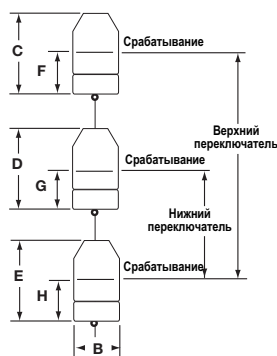 C
F
Срабатывание
Верхний
переключатель
D
G
Срабатывание
Нижний
переключатель
E
H
Срабатывание
B